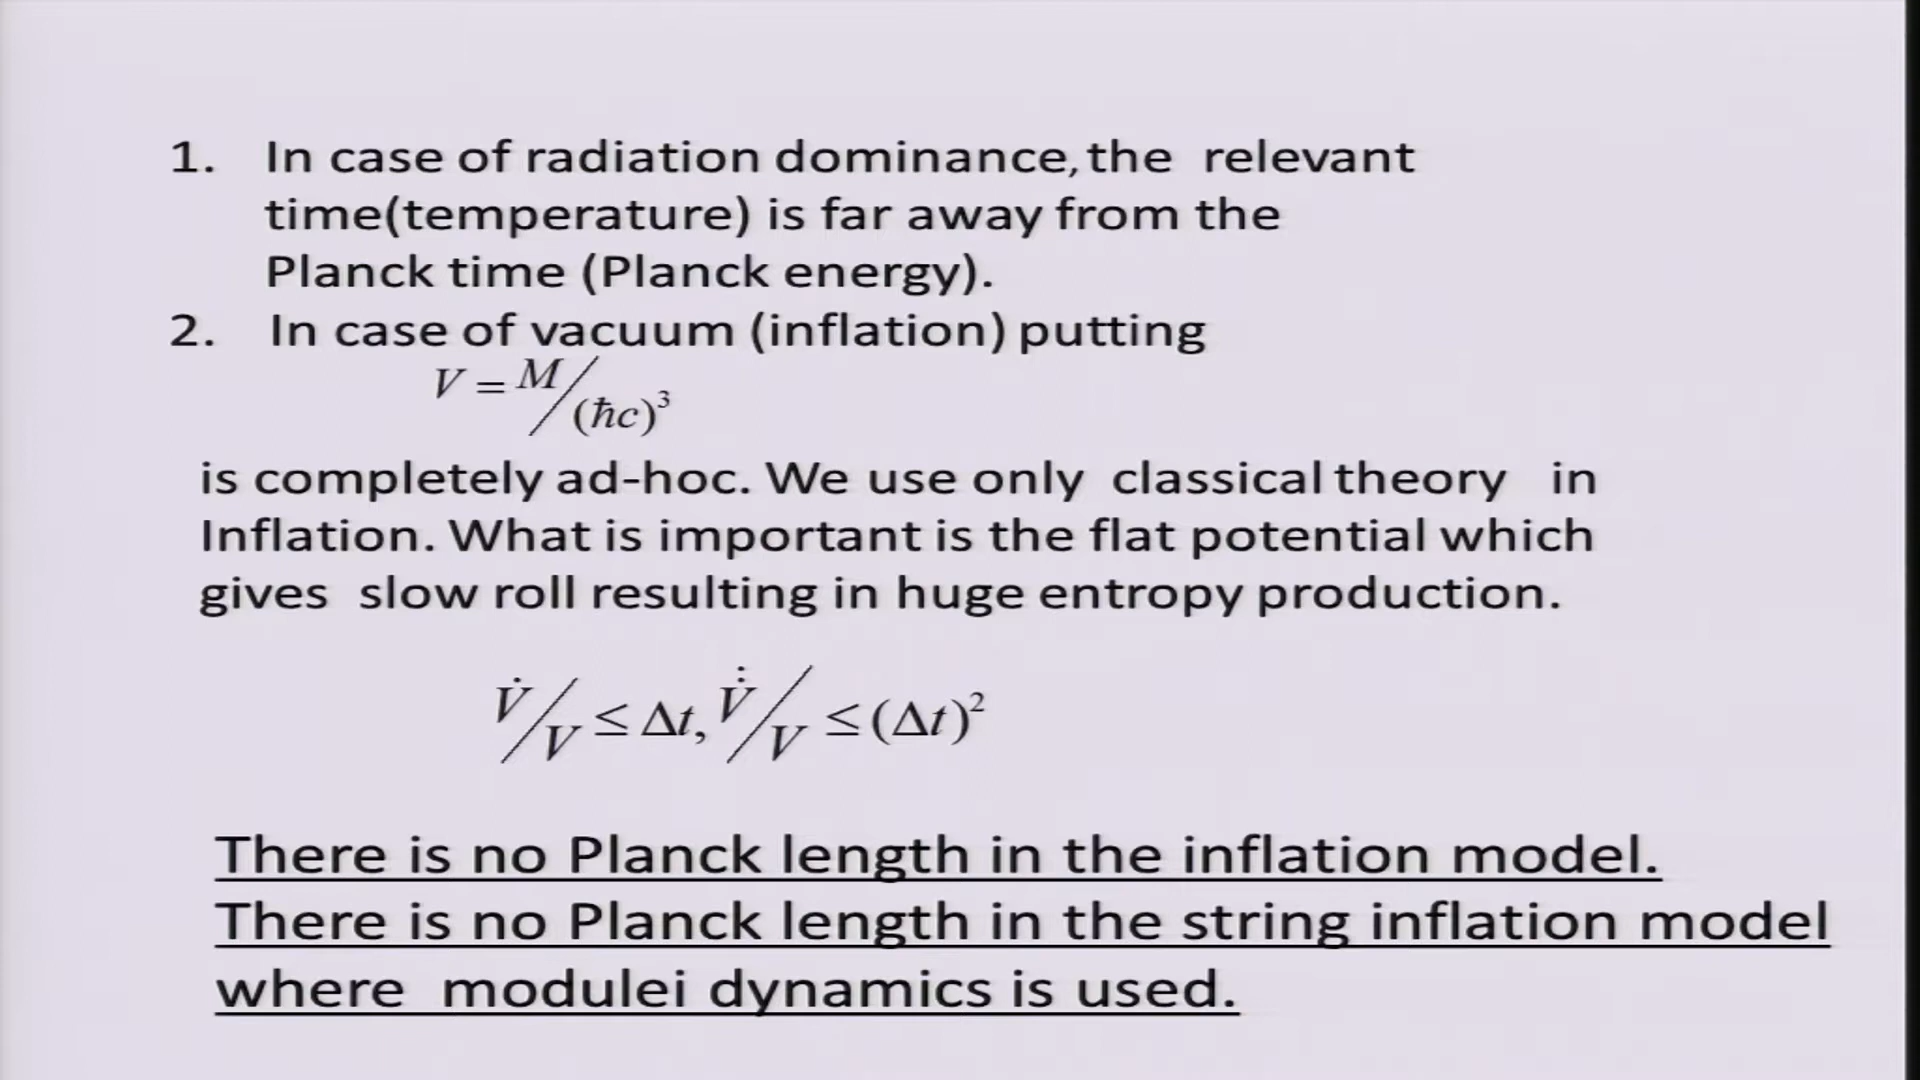 1. In case of radiation dominance, the relevant
time(temperature) is far away from the
Planck time (Planck energy).
2. In case of vacuum (inflation) putting
V = M/(ħc)³
is completely ad-hoc. We use only classical theory in
Inflation. What is important is the flat potential which
gives slow roll resulting in huge entropy production.
V̇/V ≤ Δt, V̇/V ≤ (Δt)²
There is no Planck length in the inflation model.
There is no Planck length in the string inflation model
where modulei dynamics is used.